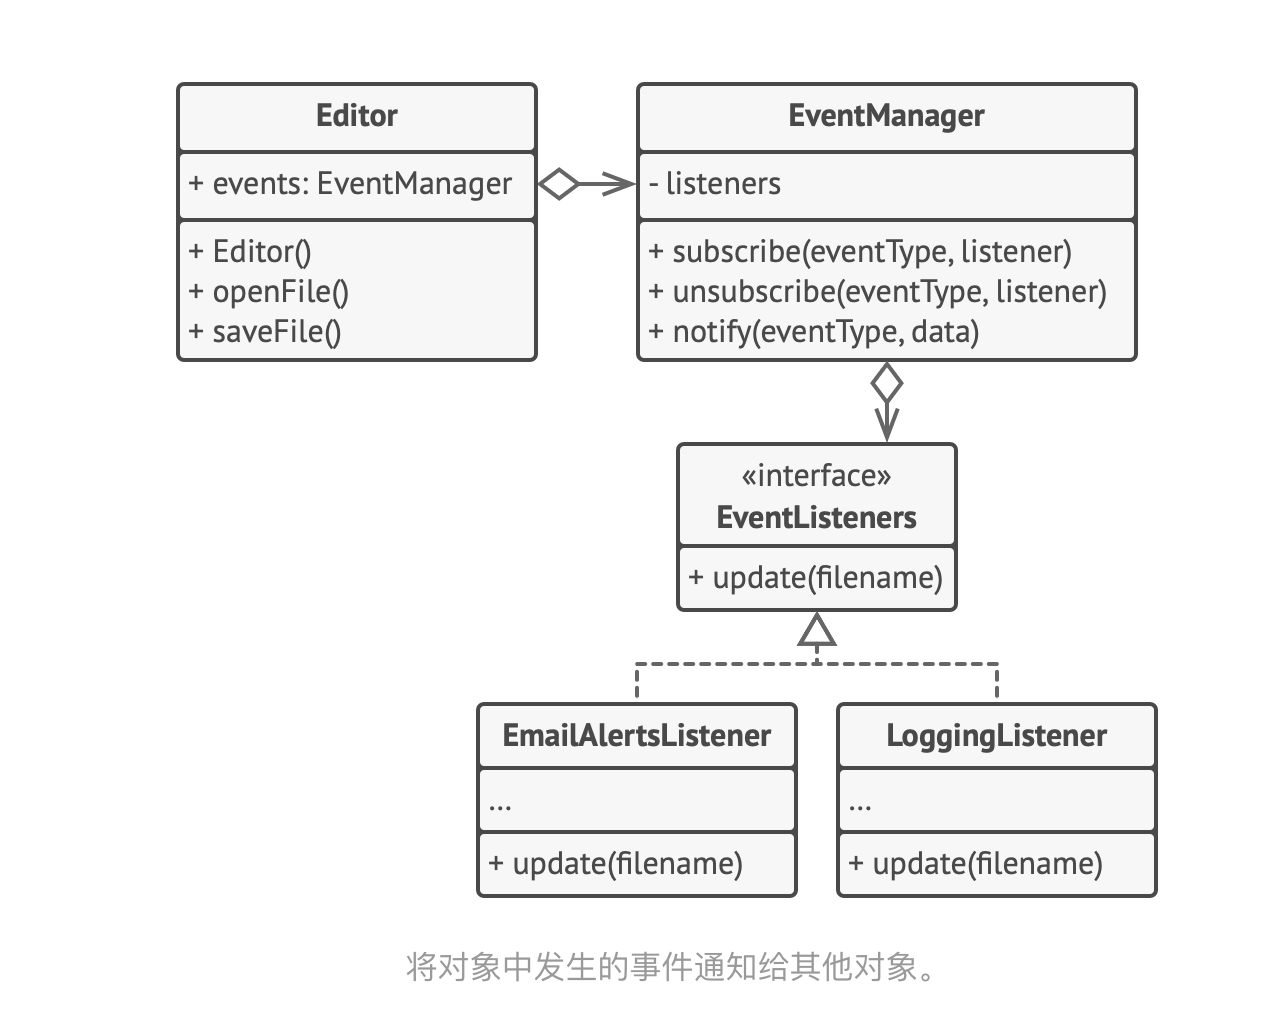 Editor
+ events: EventManager
+ Editor()
+ openFile()
+ saveFile()
EventManager
- listeners
+ subscribe(eventType, listener)
+ unsubscribe(eventType, listener)
+ notify(eventType, data)
«interface»
EventListeners
+ update(filename)
EmailAlertsListener
...
+ update(filename)
LoggingListener
...
+ update(filename)
将对象中发生的事件通知给其他对象。